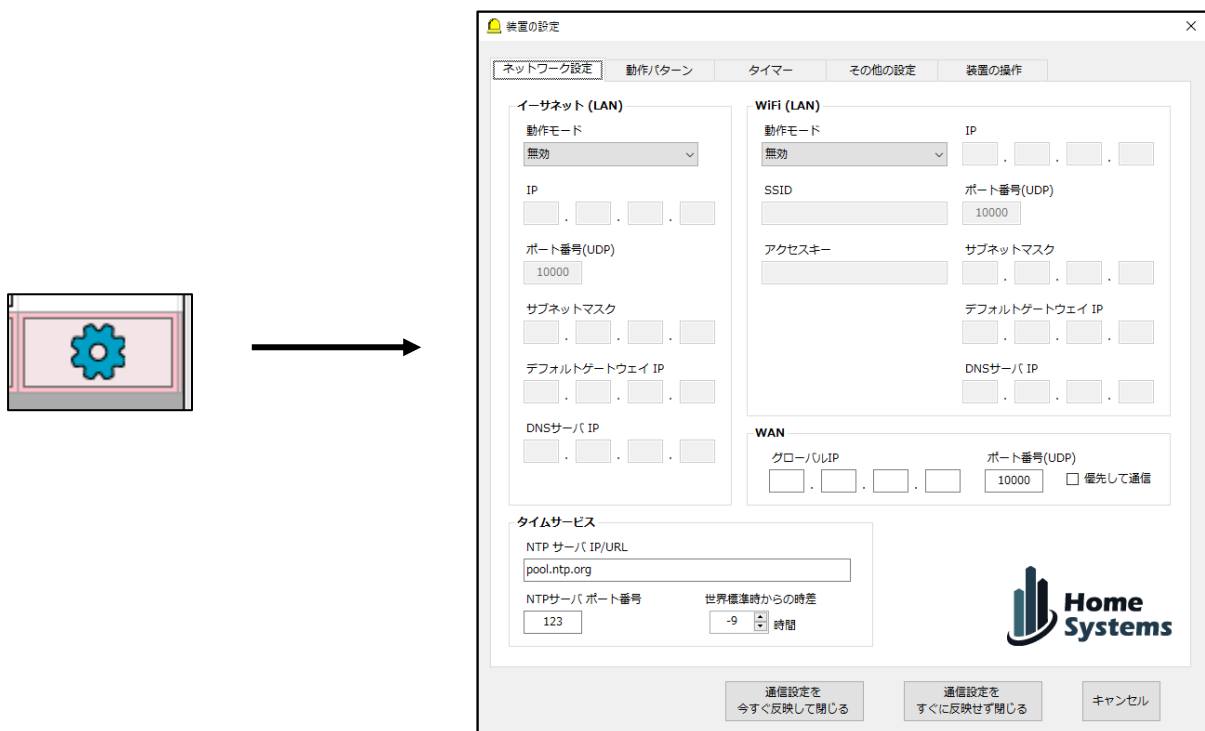 装置の設定
ネットワーク設定
動作パターン
タイマー
その他の設定
装置の操作
イーサネット (LAN)
動作モード
無効
IP
. . .
ポート番号(UDP)
10000
サブネットマスク
. . .
デフォルトゲートウェイ IP
. . .
DNSサーバ IP
. . .
WiFi (LAN)
動作モード
無効
SSID
アクセスキー
IP
. . .
ポート番号(UDP)
10000
サブネットマスク
. . .
デフォルトゲートウェイ IP
. . .
DNSサーバ IP
. . .
WAN
グローバルIP
. . .
ポート番号(UDP)
10000
優先して通信
タイムサービス
NTP サーバ IP/URL
pool.ntp.org
NTPサーバ ポート番号
123
世界標準時からの時差
-9 時間
Home
Systems
通信設定を
今すぐ反映して閉じる
通信設定を
すぐに反映せず閉じる
キャンセル